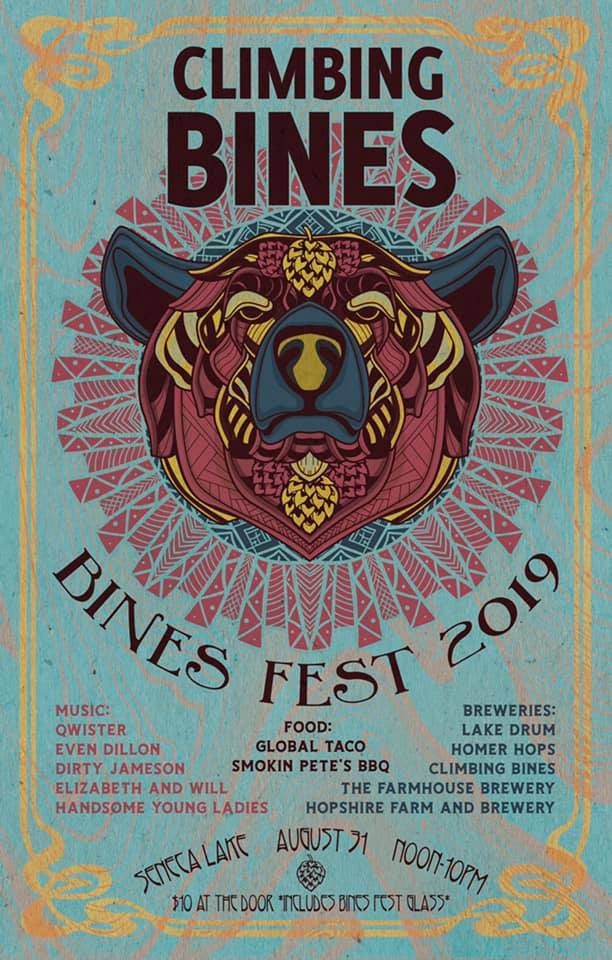 CLIMBING
BINES
BINES FEST 2019
MUSIC:
QWISTER
EVEN DILLON
DIRTY JAMESON
ELIZABETH AND WILL
HANDSØME YOUNG LADIES
FOOD:
GLOBAL TACO
SMOKIN PETE'S BBQ
BREWERIES:
LAKE DRUM
HOMER HOPS
CLIMBING BINES
THE FARMHOUSE BREWERY
HOPSHIRE FARM AND BREWERY
SENECA LAKE AUGUST 31 NOON-10PM
$10 AT THE DOOR *INCLUDES BINES FEST GLASS*